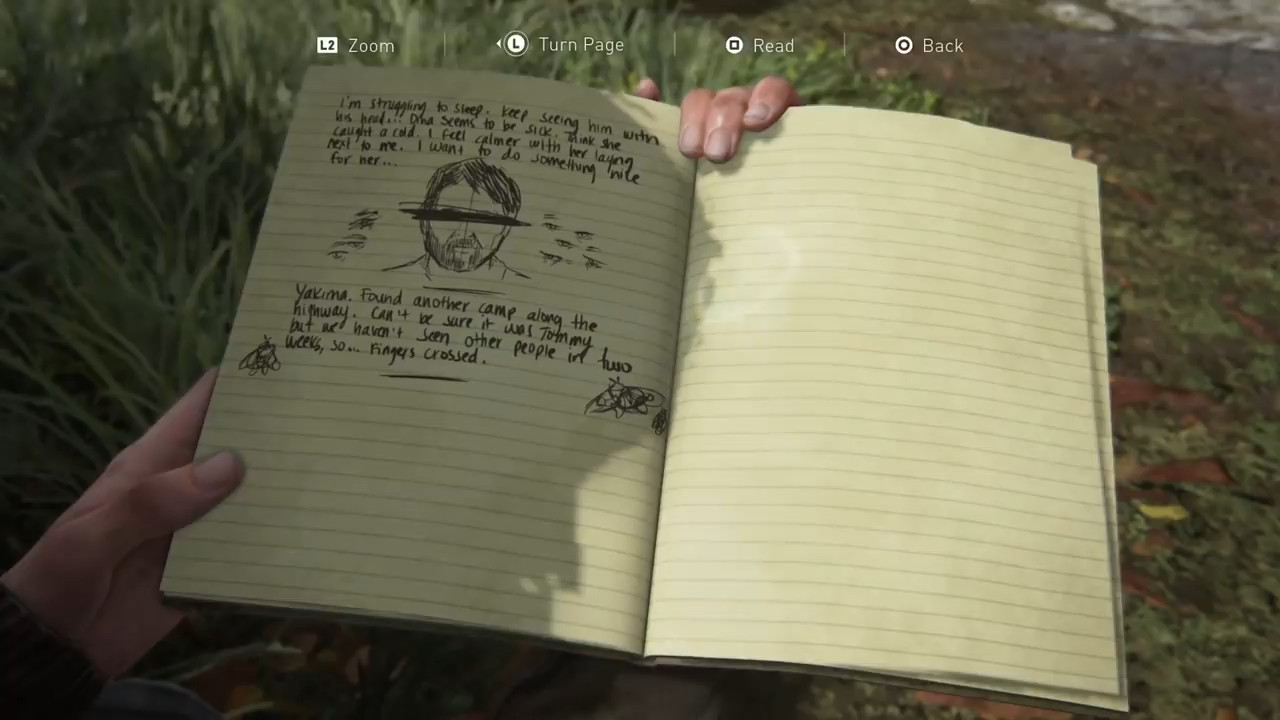 L2 Zoom
L Turn Page
Read
Back
I'm struggling to sleep. Keep seeing him with
his head... Dina seems to be sick. Think she
caught a cold. I feel calmer with her laying
next to me. I want to do something nice
for her...
Yakima. Found another camp along the
highway. Can't be sure it was Tommy
but we haven't seen other people in two
weeks, so... Fingers crossed.